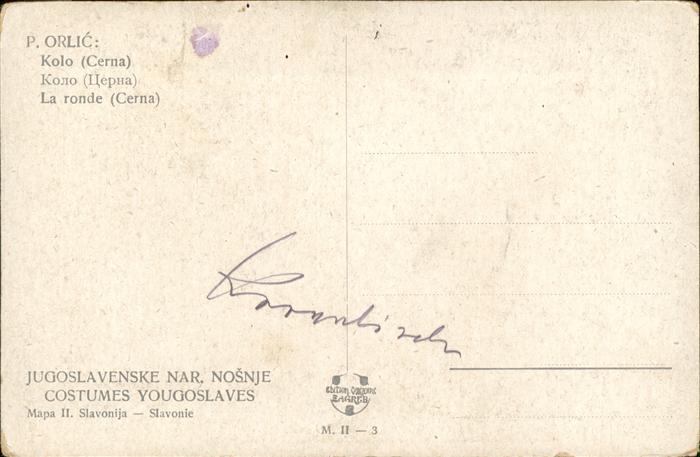 P. ORLIĆ:
Kolo (Cerna)
Коло (Церна)
La ronde (Cerna)
JUGOSLAVENSKE NAR. NOŠNJE
COSTUMES YOUGOSLAVES
Mapa II. Slavonija — Slavonie
ZAGREB
M. II — 3